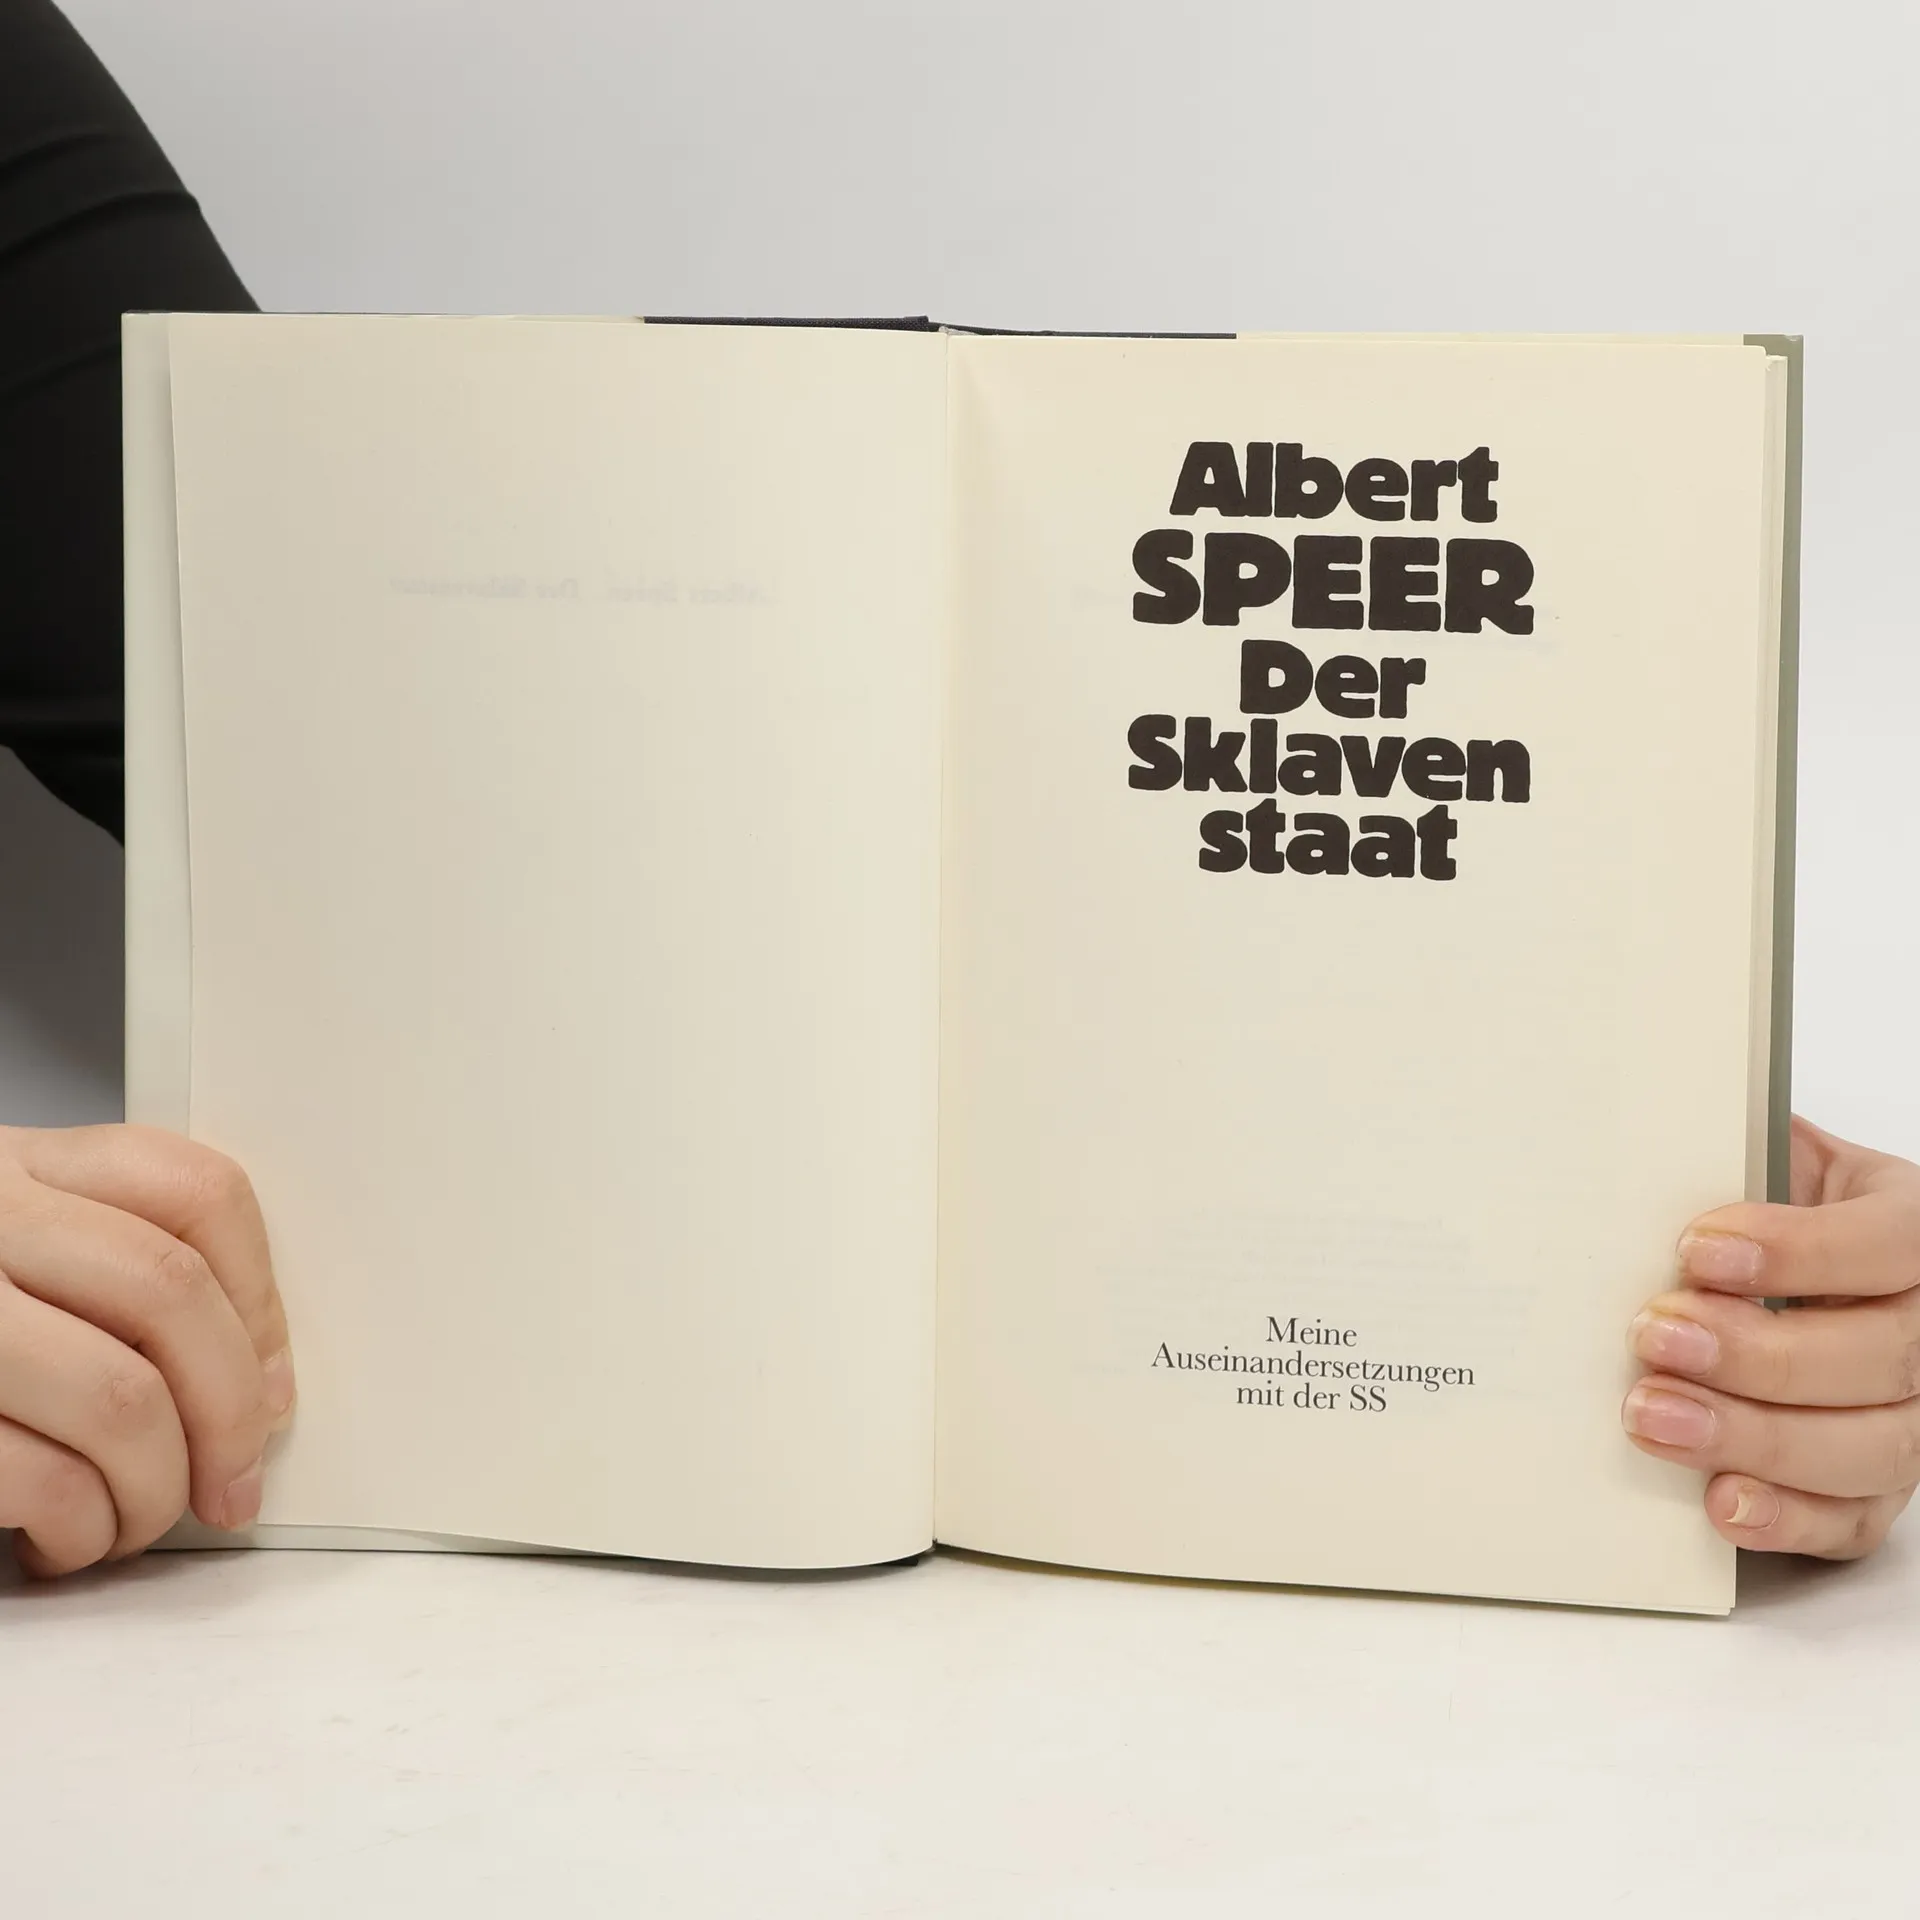 Albert
SPEER
Der
Sklaven
staat
Meine
Auseinandersetzungen
mit der SS